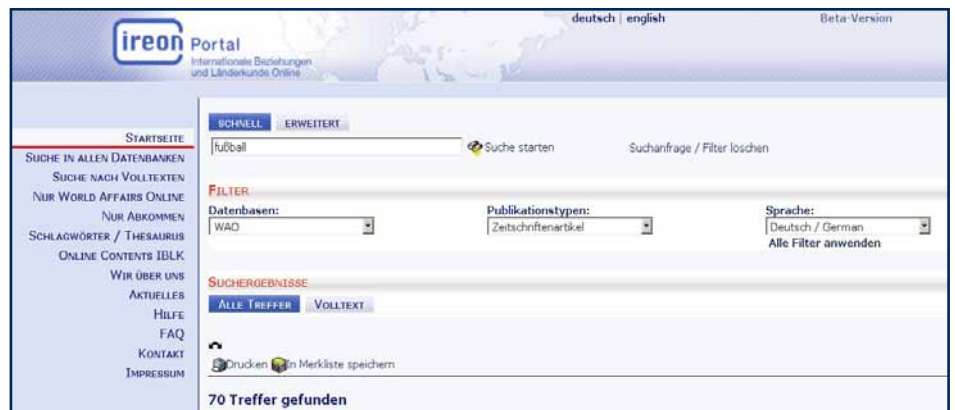 deutsch | english
Beta-Version
ireon Portal
Internationale Beziehungen
und Länderkunde Online
STARTSEITE
SUCHE IN ALLEN DATENBANKEN
SUCHE NACH VOLLTEXTEN
NUR WORLD AFFAIRS ONLINE
NUR ABKOMMEN
SCHLAGWÖRTER / THESAURUS
ONLINE CONTENTS IBLK
WIR ÜBER UNS
AKTUELLES
HILFE
FAQ
KONTAKT
IMPRESSUM
SCHNELL ERWEITERT
fußball Suche starten Suchanfrage / Filter löschen
FILTER
Datenbasen: Publikationstypen: Sprache:
WAO Zeitschriftenartikel Deutsch / German
Alle Filter anwenden
SUCHERGEBNISSE
ALLE TREFFER VOLLTEXT
Drucken In Merkliste speichern
70 Treffer gefunden